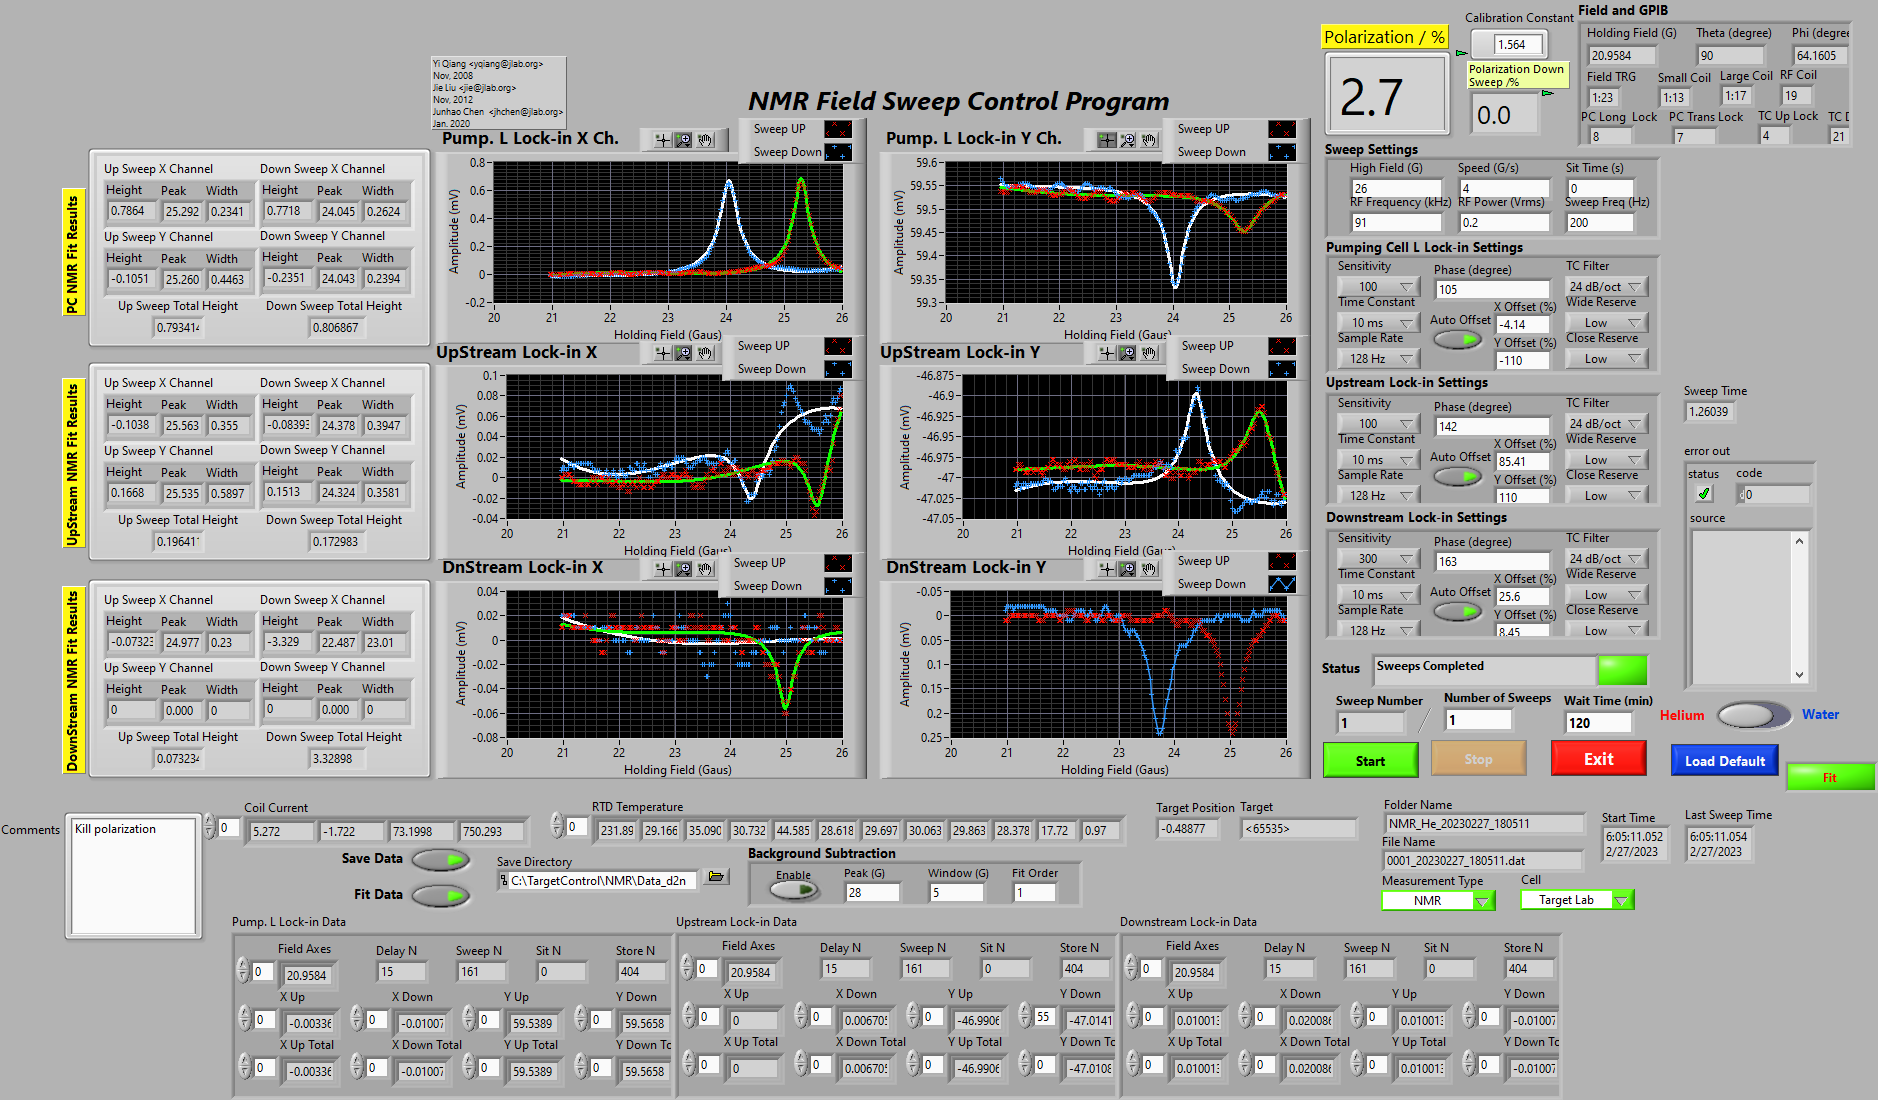 Yi Qiang <yqiang@jlab.org>
Nov, 2008
Jie Liu <jie@jlab.org>
Nov, 2012
Junhao Chen <jhchen@jlab.org>
Jan. 2020
NMR Field Sweep Control Program
Polarization / %
2.7
Calibration Constant
1.564
Polarization Down
Sweep /%
0.0
Field and GPIB
Holding Field (G) Theta (degree) Phi (degree
20.9584 90 64.1605
Field TRG Small Coil Large Coil RF Coil
1:23 1:13 1:17 19
PC Long Lock PC Trans Lock TC Up Lock TC D
8 7 4 21
PC NMR Fit Results
Up Sweep X Channel Down Sweep X Channel
Height Peak Width Height Peak Width
0.7864 25.292 0.2341 0.7718 24.045 0.2624
Up Sweep Y Channel Down Sweep Y Channel
Height Peak Width Height Peak Width
-0.1051 25.260 0.4463 -0.2351 24.043 0.2394
Up Sweep Total Height Down Sweep Total Height
0.793414 0.806867
UpStream NMR Fit Results
Up Sweep X Channel Down Sweep X Channel
Height Peak Width Height Peak Width
-0.1038 25.563 0.355 -0.08393 24.378 0.3947
Up Sweep Y Channel Down Sweep Y Channel
Height Peak Width Height Peak Width
0.1668 25.535 0.5897 0.1513 24.324 0.3581
Up Sweep Total Height Down Sweep Total Height
0.19641 0.172983
DownStream NMR Fit Results
Up Sweep X Channel Down Sweep X Channel
Height Peak Width Height Peak Width
-0.07323 24.977 0.23 -3.329 22.487 23.01
Up Sweep Y Channel Down Sweep Y Channel
Height Peak Width Height Peak Width
0 0.000 0 0 0.000 0
Up Sweep Total Height Down Sweep Total Height
0.073234 3.32898
Pump. L Lock-in X Ch.
Sweep UP
Sweep Down
Amplitude (mV)
0.8
0.6
0.4
0.2
0
-0.2
20 21 22 23 24 25 26
Holding Field (Gaus)
Pump. L Lock-in Y Ch.
Sweep UP
Sweep Down
Amplitude (mV)
59.6
59.55
59.5
59.45
59.4
59.35
59.3
20 21 22 23 24 25 26
Holding Field (Gaus)
UpStream Lock-in X
Sweep UP
Sweep Down
Amplitude (mV)
0.1
0.08
0.06
0.04
0.02
0
-0.02
-0.04
20 21 22 23 24 25 26
Holding Field (Gaus)
UpStream Lock-in Y
Sweep UP
Sweep Down
Amplitude (mV)
-46.875
-46.9
-46.925
-46.95
-46.975
-47
-47.025
-47.05
20 21 22 23 24 25 26
Holding Field (Gaus)
DnStream Lock-in X
Sweep UP
Sweep Down
Amplitude (mV)
0.04
0.02
0
-0.02
-0.04
-0.06
-0.08
20 21 22 23 24 25 26
Holding Field (Gaus)
DnStream Lock-in Y
Sweep UP
Sweep Down
Amplitude (mV)
-0.05
0
0.05
0.1
0.15
0.2
0.25
20 21 22 23 24 25 26
Holding Field (Gaus)
Sweep Settings
High Field (G) Speed (G/s) Sit Time (s)
26 4 0
RF Frequency (kHz) RF Power (Vrms) Sweep Freq (Hz)
91 0.2 200
Pumping Cell L Lock-in Settings
Sensitivity Phase (degree) TC Filter
100 105 24 dB/oct
Time Constant X Offset (%) Wide Reserve
10 ms Auto Offset -4.14 Low
Sample Rate Y Offset (%) Close Reserve
128 Hz -110 Low
Upstream Lock-in Settings
Sensitivity Phase (degree) TC Filter
100 142 24 dB/oct
Time Constant X Offset (%) Wide Reserve
10 ms Auto Offset 85.41 Low
Sample Rate Y Offset (%) Close Reserve
128 Hz 110 Low
Downstream Lock-in Settings
Sensitivity Phase (degree) TC Filter
300 163 24 dB/oct
Time Constant X Offset (%) Wide Reserve
10 ms Auto Offset 25.6 Low
Sample Rate Y Offset (%) Close Reserve
128 Hz 8.45 Low
Sweep Time
1.26039
error out
status code
0
source
Status Sweeps Completed
Sweep Number Number of Sweeps Wait Time (min)
1 1 120
Helium Water
Start Stop Exit Load Default Fit
Comments
Kill polarization
Coil Current
0 5.272 -1.722 73.1998 750.293
RTD Temperature
0 231.89 29.166 35.090 30.732 44.585 28.618 29.697 30.063 29.863 28.378 17.72 0.97
Target Position Target
-0.48877 <65535>
Folder Name
NMR_He_20230227_180511
File Name
0001_20230227_180511.dat
Start Time
6:05:11.052
2/27/2023
Last Sweep Time
6:05:11.054
2/27/2023
Measurement Type Cell
NMR Target Lab
Save Data
Fit Data
Save Directory
C:\TargetControl\NMR\Data_d2n
Background Subtraction
Enable Peak (G) Window (G) Fit Order
28 5 1
Pump. L Lock-in Data
Field Axes Delay N Sweep N Sit N Store N
0 20.9584 15 161 0 404
X Up X Down Y Up Y Down
0 -0.00336 0 -0.01007 0 59.5389 0 59.5658
X Up Total X Down Total Y Up Total Y Down To
0 -0.00336 0 -0.01007 0 59.5389 0 59.5658
Upstream Lock-in Data
Field Axes Delay N Sweep N Sit N Store N
0 20.9584 15 161 0 404
X Up X Down Y Up Y Down
0 0 0 0.006705 0 -46.9906 55 -47.0141
X Up Total X Down Total Y Up Total Y Down To
0 0 0 0.006705 0 -46.9906 0 -47.0108
Downstream Lock-in Data
Field Axes Delay N Sweep N Sit N Store N
0 20.9584 15 161 0 404
X Up X Down Y Up Y Down
0 0.010013 0 0.020086 0 0.010013 0 -0.01007
X Up Total X Down Total Y Up Total Y Down To
0 0.010013 0 0.020086 0 0.010013 0 -0.01007